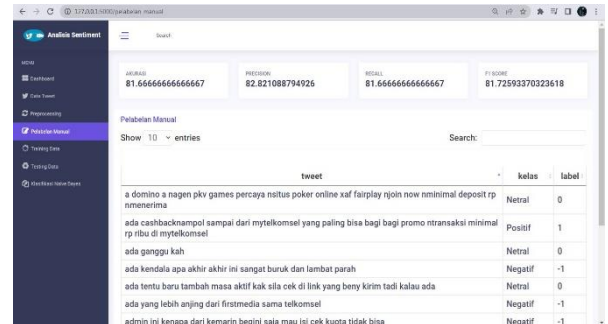 127.0.0.1:5000/pelabelan manual
Analisis Sentiment
Search
MENU
Dashboard
Data Tweet
Preprocessing
Pelabelan Manual
Training Data
Testing Data
Klasifikasi Naive Bayes
AKURASI
81.66666666666667
PRECISION
82.821088794926
RECALL
81.66666666666667
F1 SCORE
81.72593370323618
Pelabelan Manual
Show 10 entries
Search:
tweet kelas label
a domino a nagen pkv games percaya nsitus poker online xaf fairplay njoin now nminimal deposit rp
nmenerima
Netral 0
ada cashbacknampol sampai dari mytelkomsel yang paling bisa bagi bagi promo ntransaksi minimal
rp ribu di mytelkomsel
Positif 1
ada ganggu kah Netral 0
ada kendala apa akhir akhir ini sangat buruk dan lambat parah Negatif -1
ada tentu baru tambah masa aktif kak sila cek di link yang beny kirim tadi kalau ada Netral 0
ada yang lebih anjing dari firstmedia sama telkomsel Negatif -1
admin ini kenapa dari kemarin begini saja mau isi cek kuota tidak bisa Negatif -1